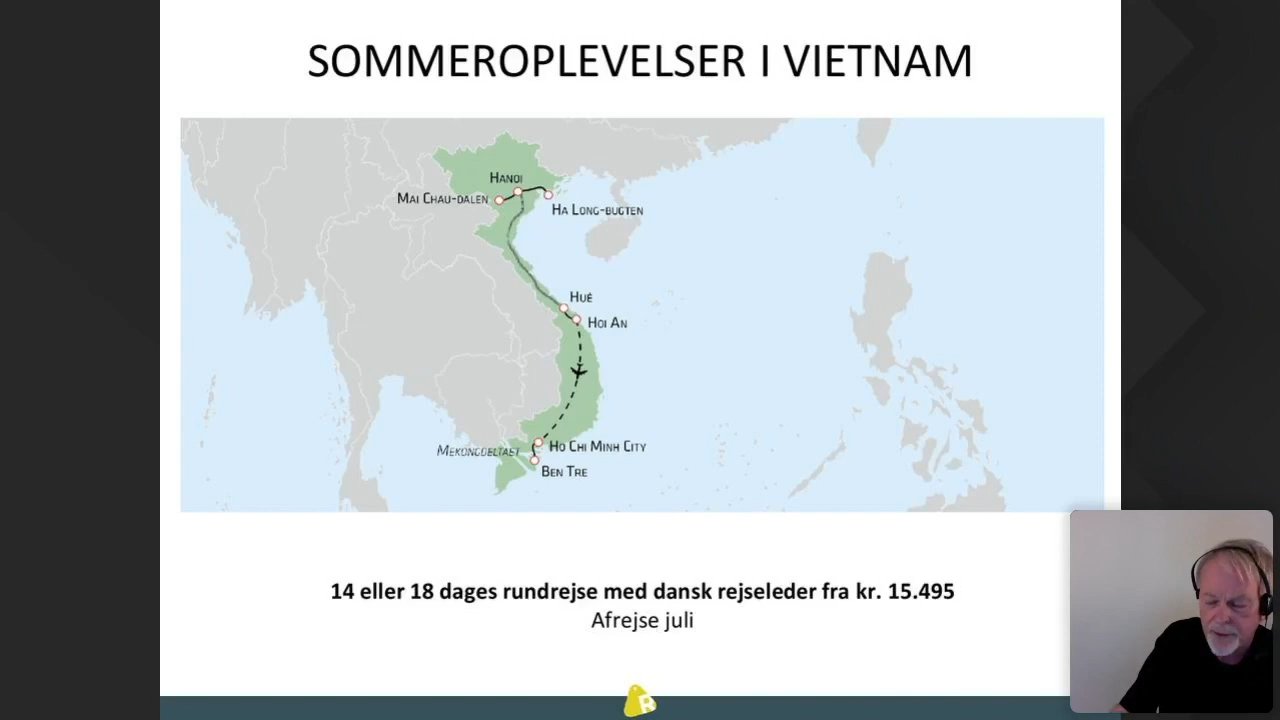 SOMMEROPLEVELSER I VIETNAM
HANOI
MAI CHAU-DALEN
HA LONG-BUGTEN
HUÉ
HOI AN
MEKONGDELTAET
HO CHI MINH CITY
BEN TRE
14 eller 18 dages rundrejse med dansk rejseleder fra kr. 15.495
Afrejse juli
R